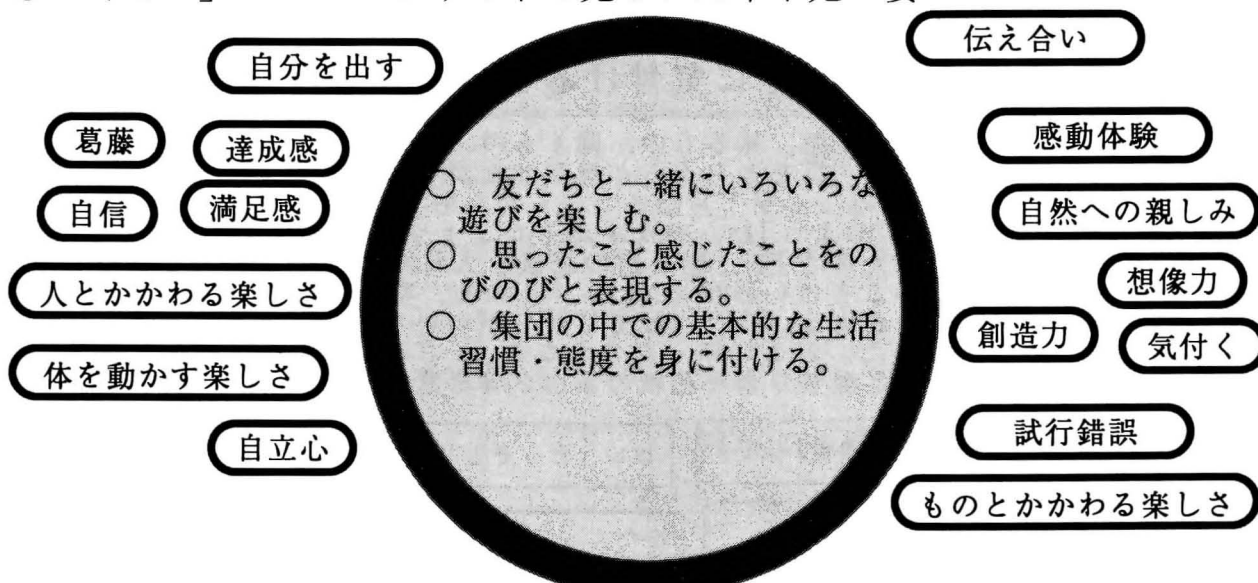 自分を出す
葛藤
達成感
自信
満足感
人とかかわる楽しさ
体を動かす楽しさ
自立心
○ 友だちと一緒にいろいろな
遊びを楽しむ。
○ 思ったこと感じたことをの
びのびと表現する。
○ 集団の中での基本的な生活
習慣・態度を身に付ける。
伝え合い
感動体験
自然への親しみ
想像力
創造力
気付く
試行錯誤
ものとかかわる楽しさ